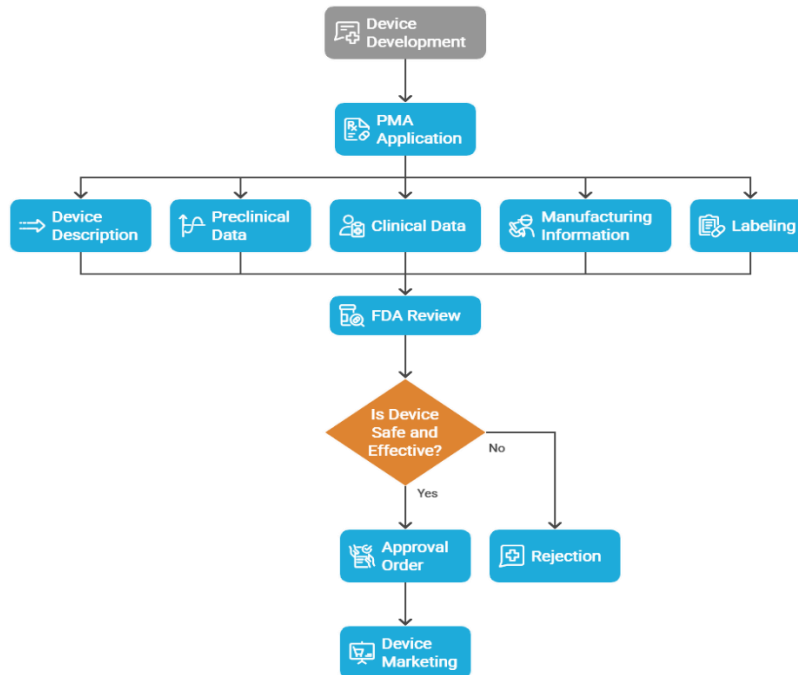 Device
Development
PMA
Application
Device
Description
Preclinical
Data
Clinical Data
Manufacturing
Information
Labeling
FDA Review
Is Device
Safe and
Effective?
No
Yes
Approval
Order
Rejection
Device
Marketing